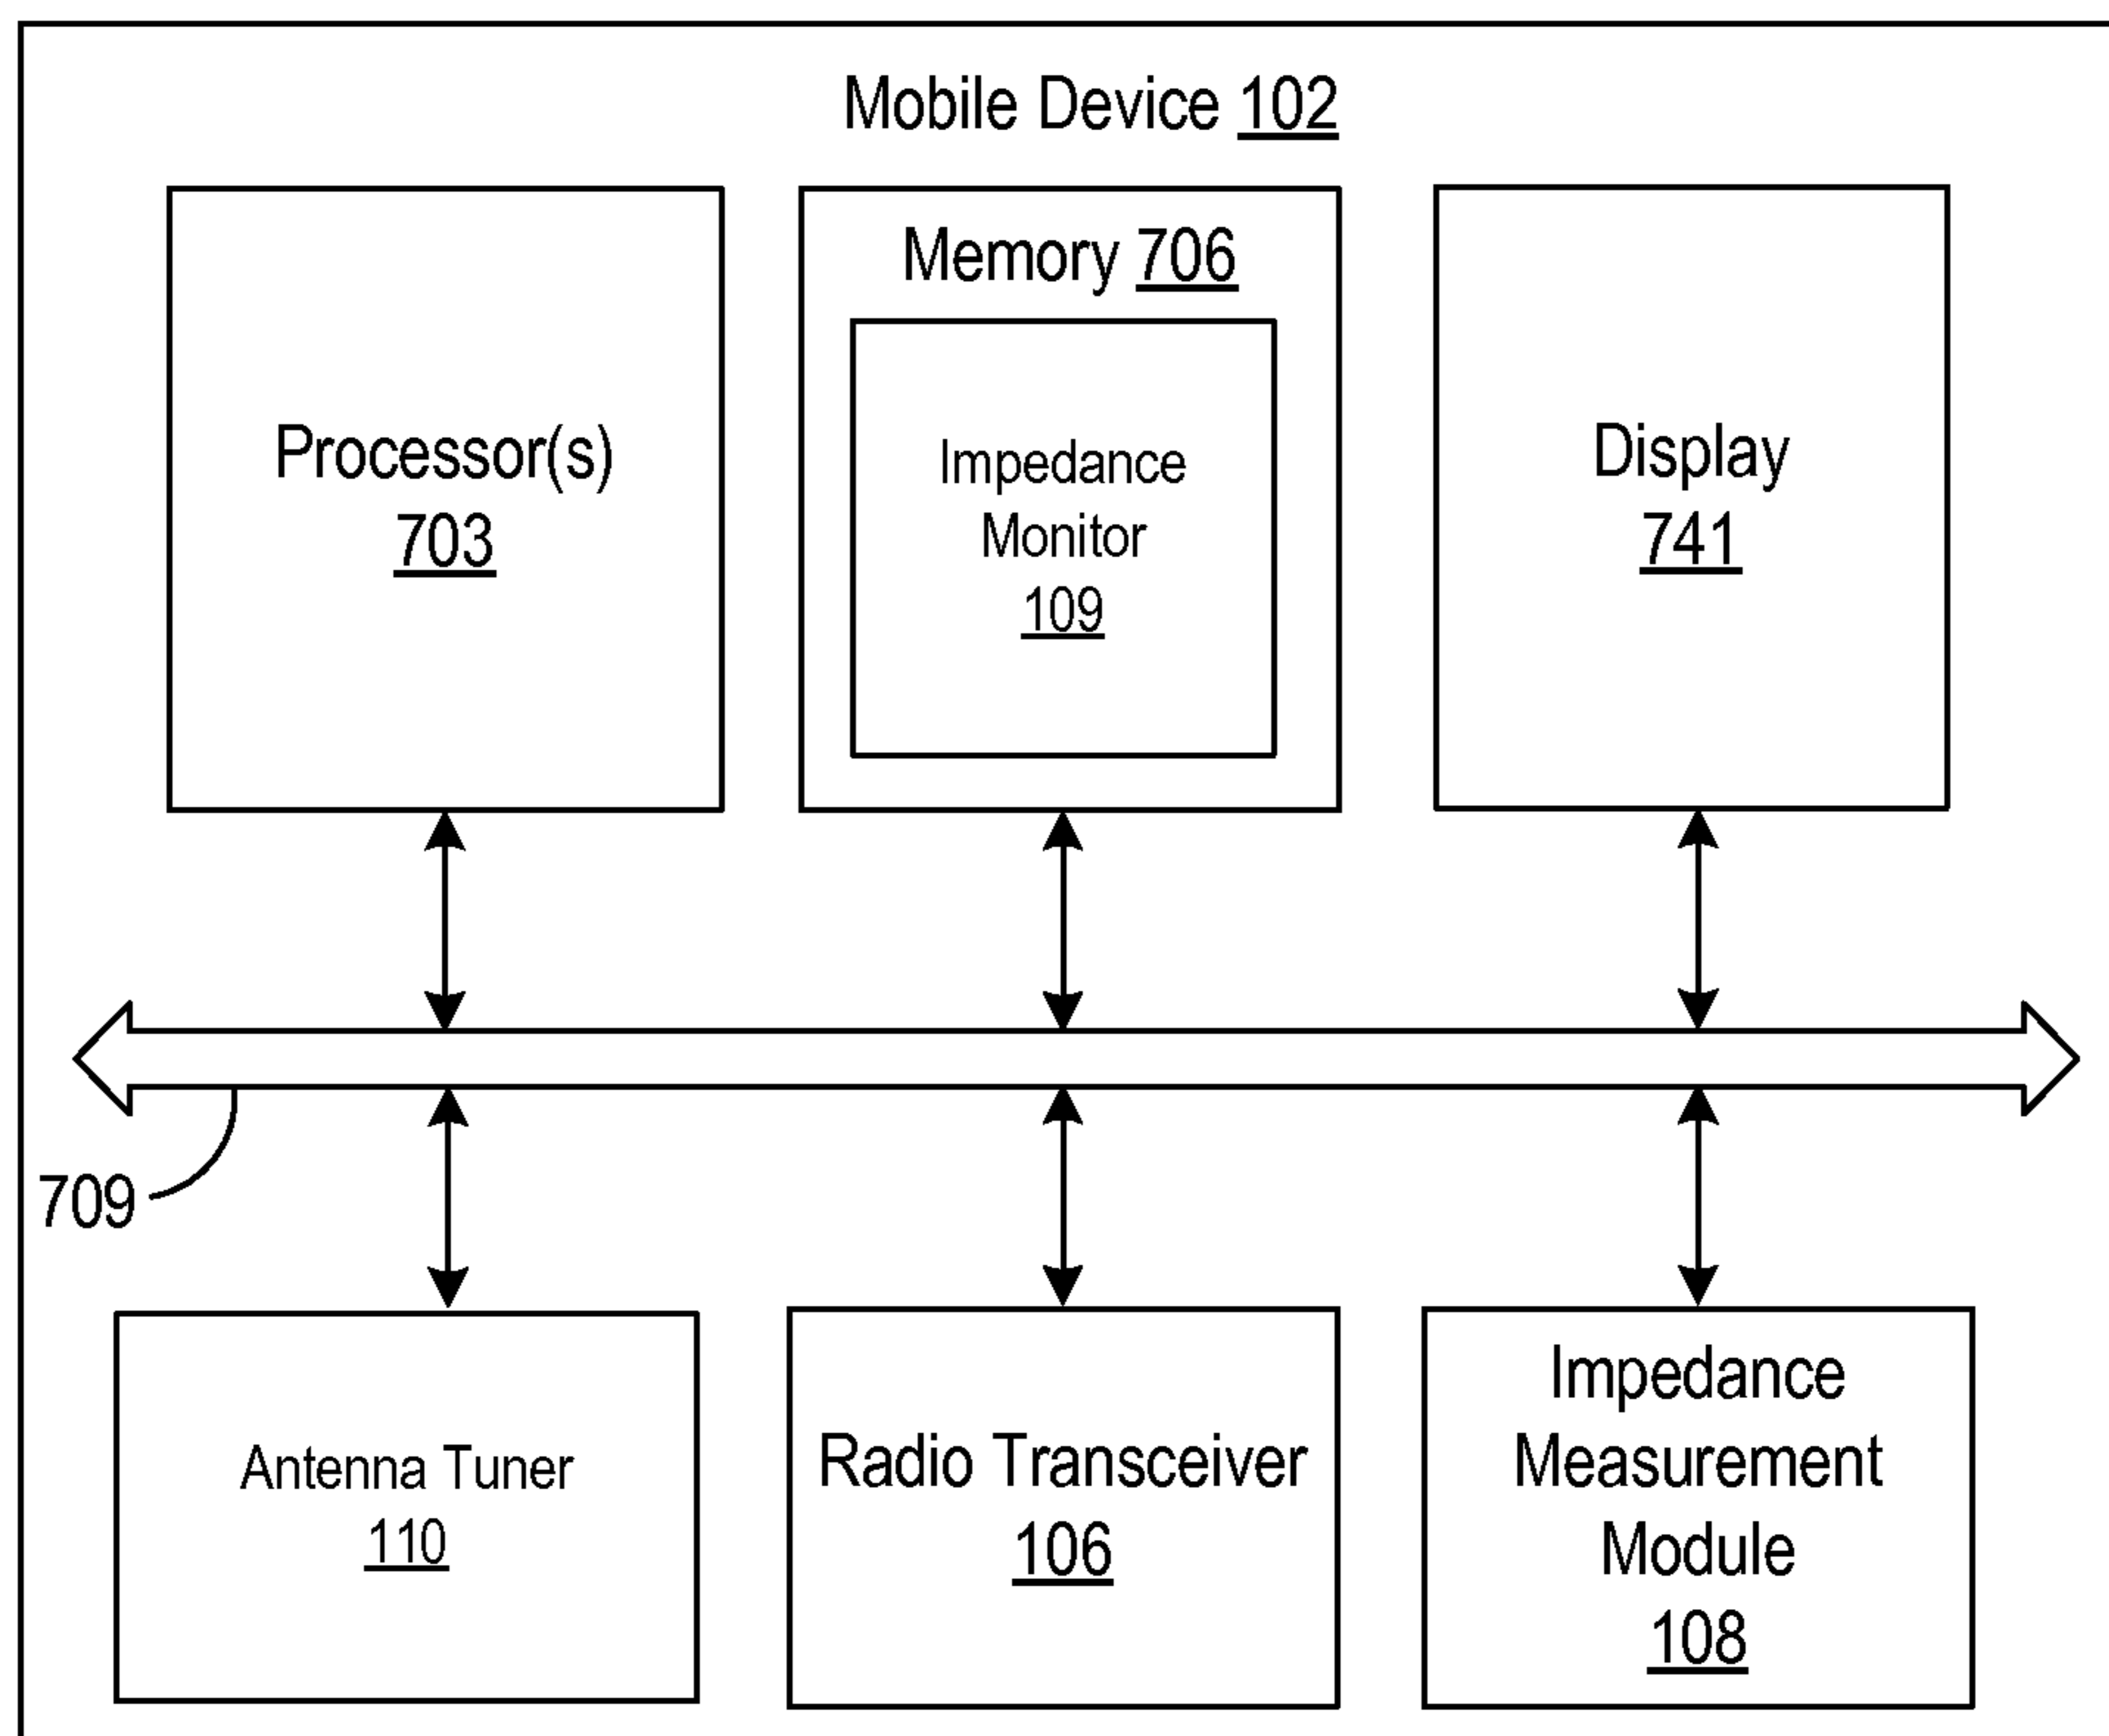 Mobile Device 102
Processor(s)
703
Memory 706
Impedance
Monitor
109
Display
741
709
Antenna Tuner
110
Radio Transceiver
106
Impedance
Measurement
Module
108